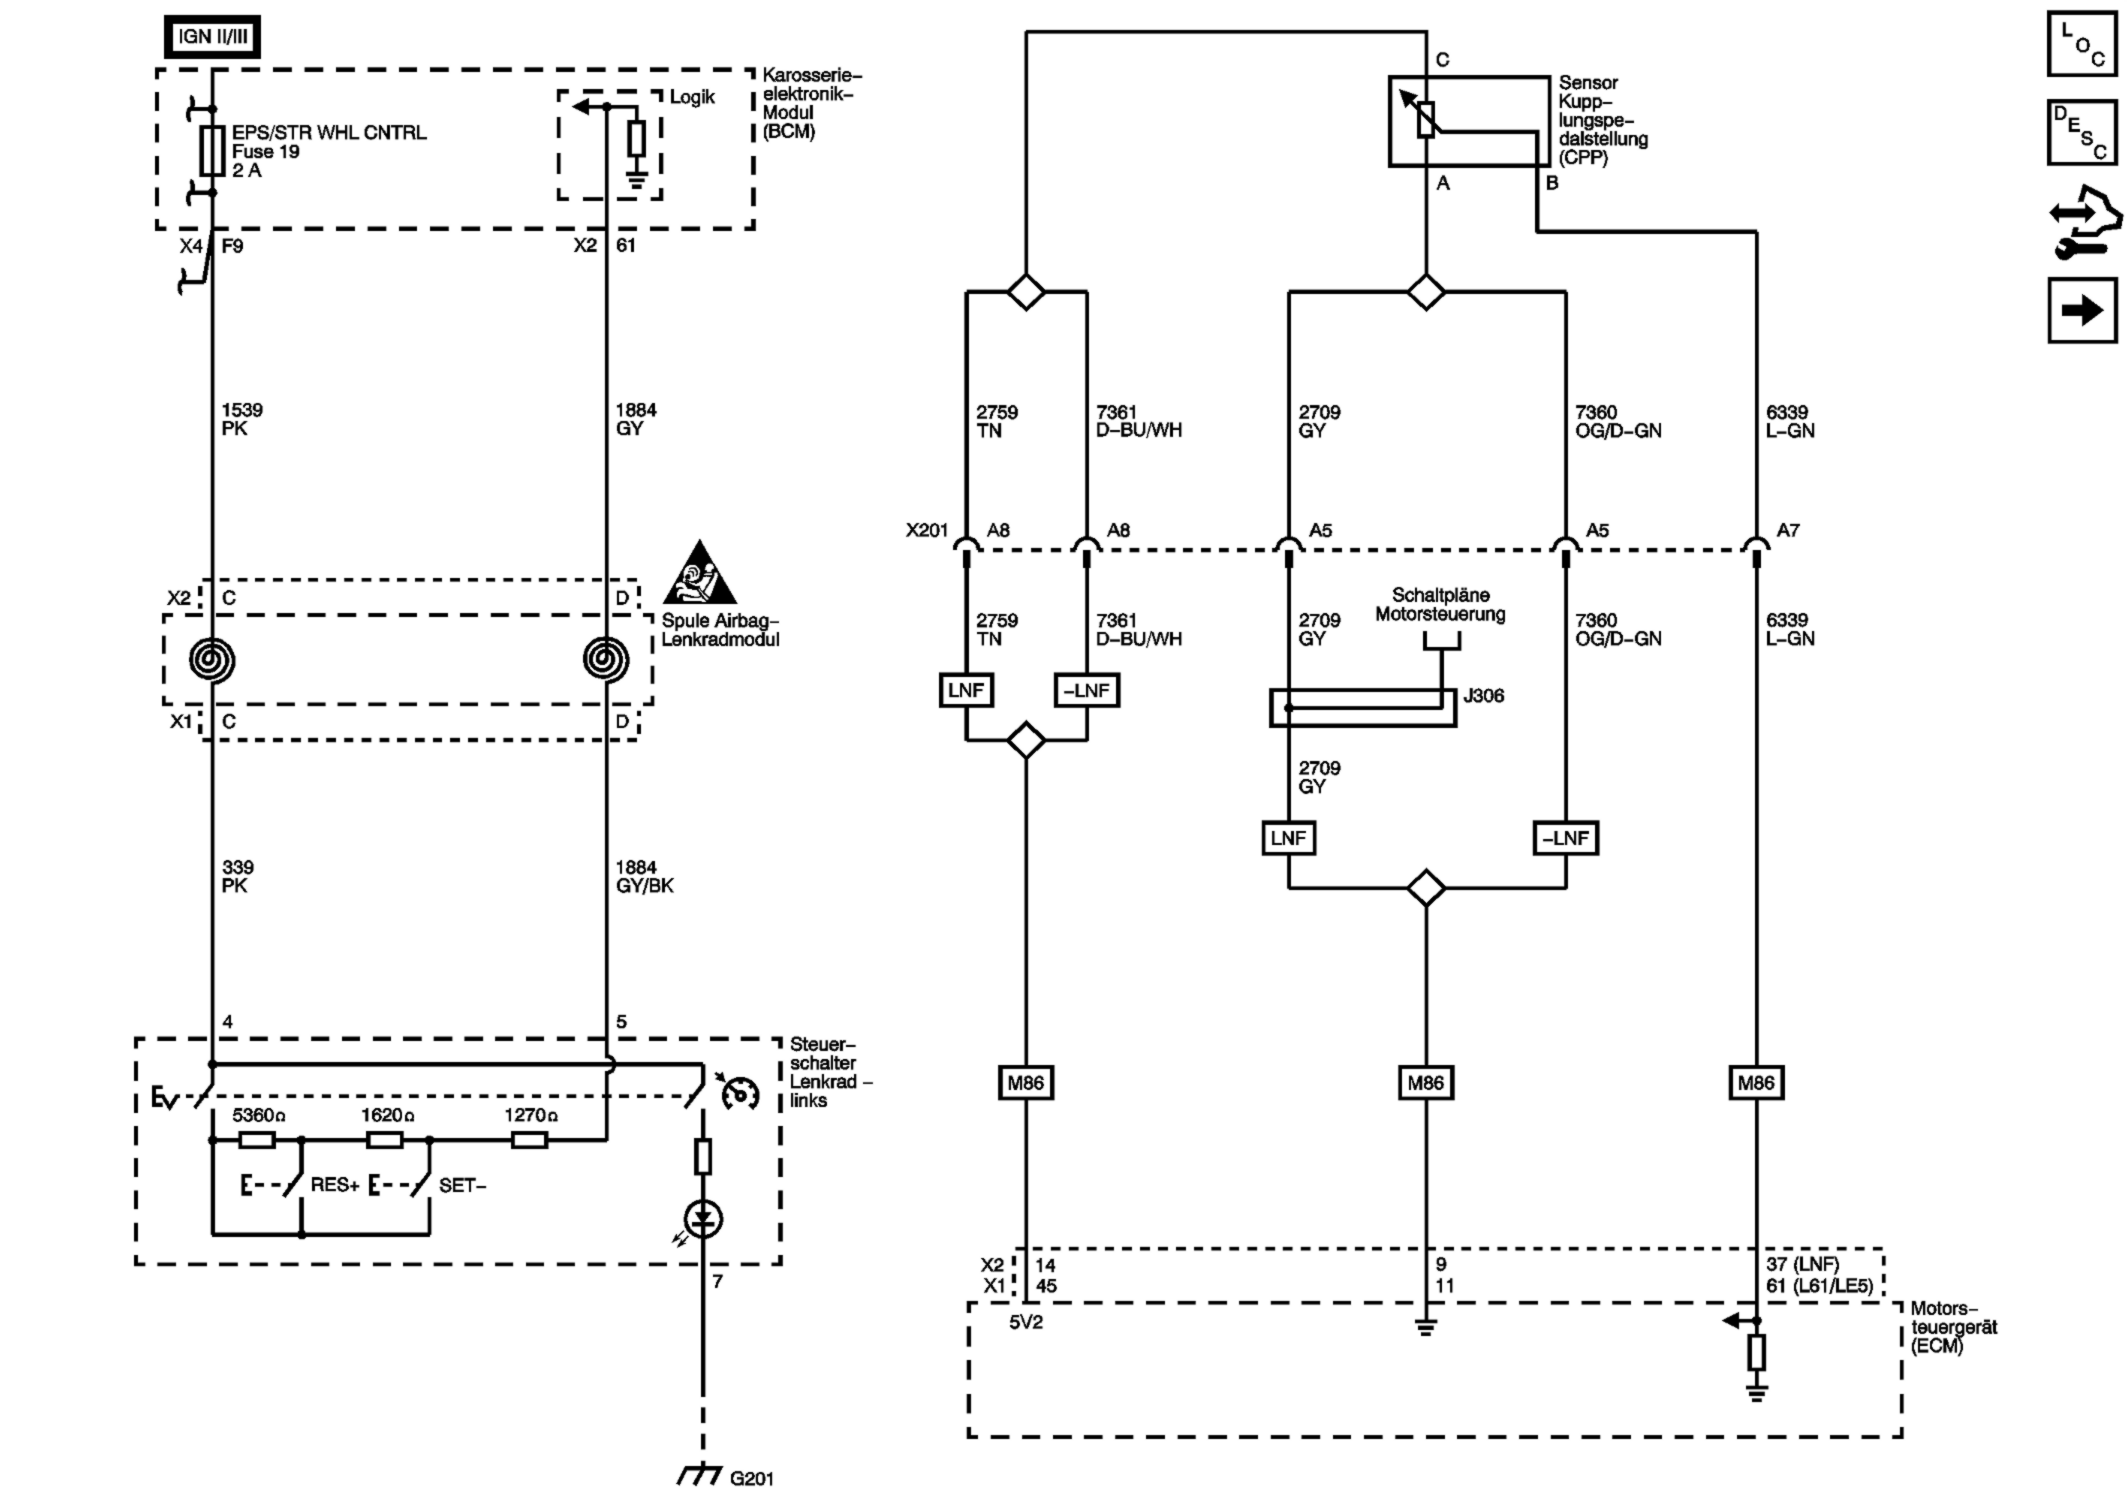 IGN II/III
Karosserie–
elektronik–
Modul
(BCM)
Logik
EPS/STR WHL CNTRL
Fuse 19
2 A
X4 F9
X2 61
1539
PK
1884
GY
X2 C D
Spule Airbag–
Lenkradmodul
X1 C D
339
PK
1884
GY/BK
4
5
Steuer–
schalter
Lenkrad –
links
5360Ω
1620Ω
1270Ω
RES+
SET–
7
G201
C
Sensor
Kupp–
lungspe–
dalstellung
(CPP)
A
B
2759
TN
7361
D–BU/WH
2709
GY
7360
OG/D–GN
6339
L–GN
X201 A8 A8 A5 A5 A7
2759
TN
7361
D–BU/WH
2709
GY
Schaltpläne
Motorsteuerung
7360
OG/D–GN
6339
L–GN
LNF
–LNF
J306
2709
GY
LNF
–LNF
M86
M86
M86
X2 14 9 37 (LNF)
X1 45 11 61 (L61/LE5)
5V2
Motors–
teuergerät
(ECM)
LOC
DESC